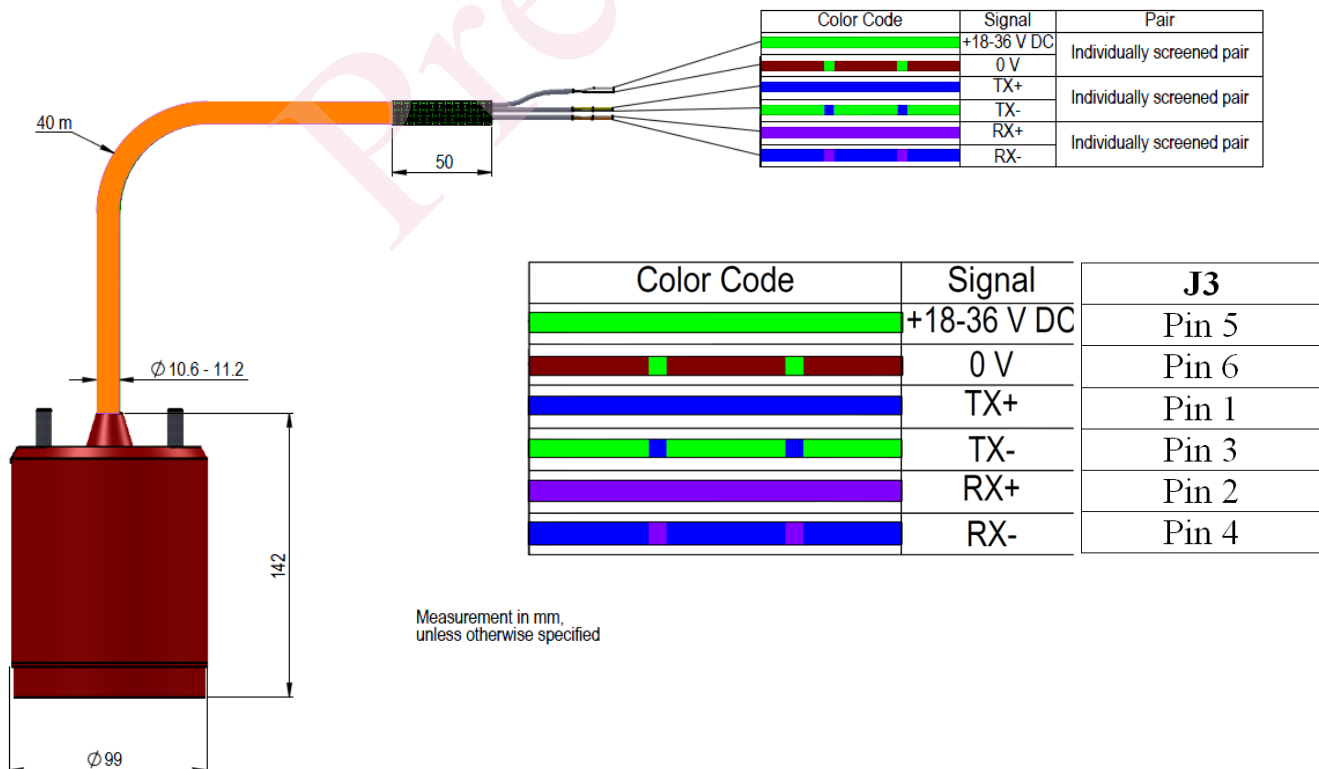 Pre
Color Code Signal Pair
+18-36 V DC Individually screened pair
0 V
TX+ Individually screened pair
TX-
RX+ Individually screened pair
RX-
40 m
50
Color Code Signal J3
+18-36 V DC Pin 5
0 V Pin 6
TX+ Pin 1
TX- Pin 3
RX+ Pin 2
RX- Pin 4
Ø 10.6 - 11.2
142
Measurement in mm,
unless otherwise specified
Ø 99